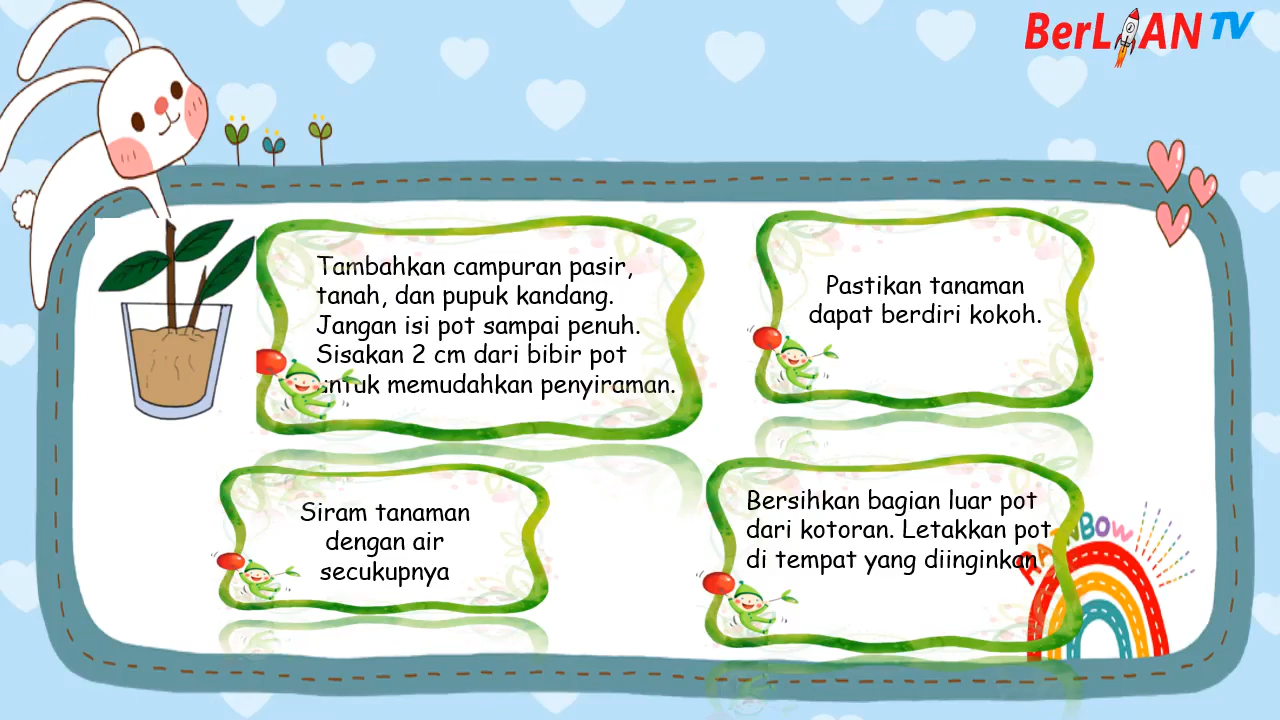 BerLIAN TV
Tambahkan campuran pasir,
tanah, dan pupuk kandang.
Jangan isi pot sampai penuh.
Sisakan 2 cm dari bibir pot
untuk memudahkan penyiraman.
Pastikan tanaman
dapat berdiri kokoh.
Siram tanaman
dengan air
secukupnya
Bersihkan bagian luar pot
dari kotoran. Letakkan pot
di tempat yang diinginkan
RAINBOW